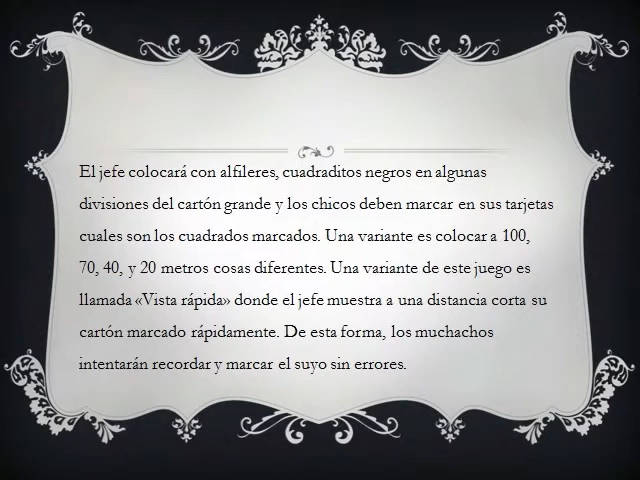 El jefe colocará con alfileres, cuadraditos negros en algunas
divisiones del cartón grande y los chicos deben marcar en sus tarjetas
cuales son los cuadrados marcados. Una variante es colocar a 100,
70, 40, y 20 metros cosas diferentes. Una variante de este juego es
llamada «Vista rápida» donde el jefe muestra a una distancia corta su
cartón marcado rápidamente. De esta forma, los muchachos
intentarán recordar y marcar el suyo sin errores.